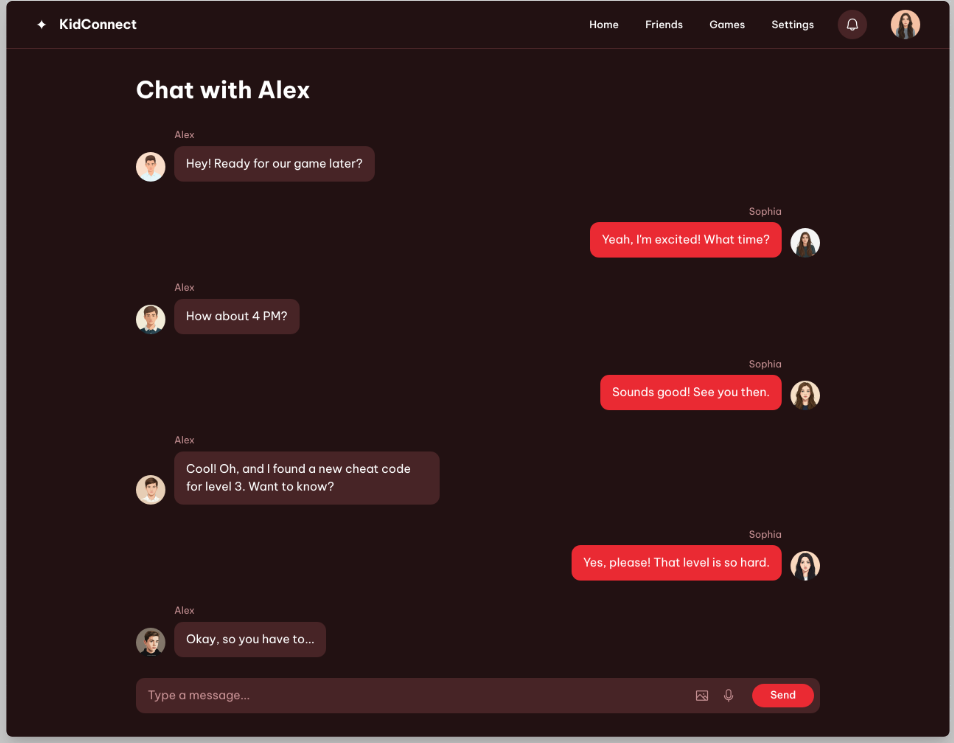 KidConnect
Home
Friends
Games
Settings
Chat with Alex
Alex
Hey! Ready for our game later?
Sophia
Yeah, I'm excited! What time?
Alex
How about 4 PM?
Sophia
Sounds good! See you then.
Alex
Cool! Oh, and I found a new cheat code
for level 3. Want to know?
Sophia
Yes, please! That level is so hard.
Alex
Okay, so you have to...
Type a message...
Send